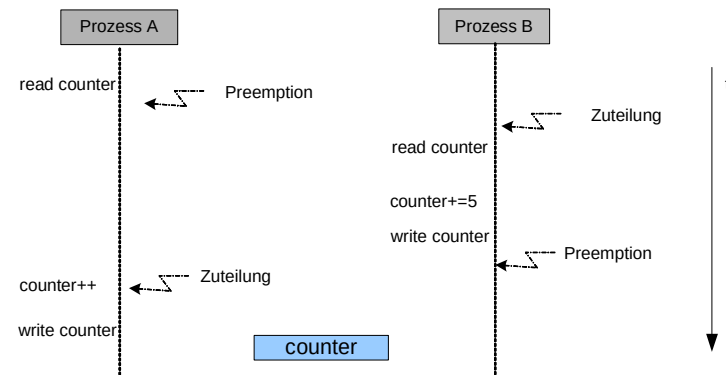 Prozess A
Prozess B
read counter
Preemption
Zuteilung
read counter
counter+=5
write counter
Preemption
Zuteilung
counter++
write counter
counter